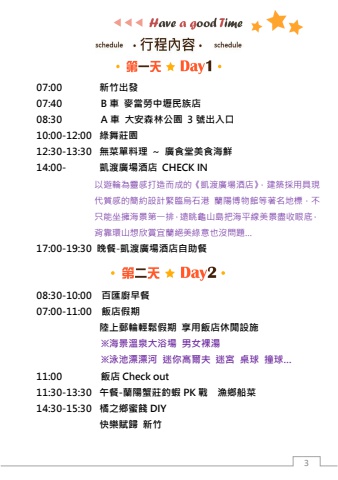 Have a good Time
schedule ・行程內容・ schedule
・第一天 ★ Day1・
07:00 新竹出發
07:40 B 車 麥當勞中壢民族店
08:30 A 車 大安森林公園 3 號出入口
10:00-12:00 綠舞莊園
12:30-13:30 無菜單料理 ~ 廣食堂美食海鮮
14:00- 凱渡廣場酒店 CHECK IN
以遊輪為靈感打造而成的《凱渡廣場酒店》，建築採用具現
代質感的簡約設計緊臨烏石港 蘭陽博物館等著名地標，不
只能坐擁海景第一排，遠眺龜山島把海平線美景盡收眼底，
背靠環山想欣賞宜蘭絕美綠意也沒問題...
17:00-19:30 晚餐-凱渡廣場酒店自助餐
・第二天 ★ Day2・
08:30-10:00 百匯廚早餐
07:00-11:00 飯店假期
陸上郵輪輕鬆假期 享用飯店休閒設施
※海景溫泉大浴場 男女裸湯
※泳池漂漂河 迷你高爾夫 迷宮 桌球 撞球...
11:00 飯店 Check out
11:30-13:30 午餐-蘭陽蟹莊釣蝦 PK 戰 漁鄉船菜
14:30-15:30 橘之鄉蜜餞 DIY
快樂賦歸 新竹
3